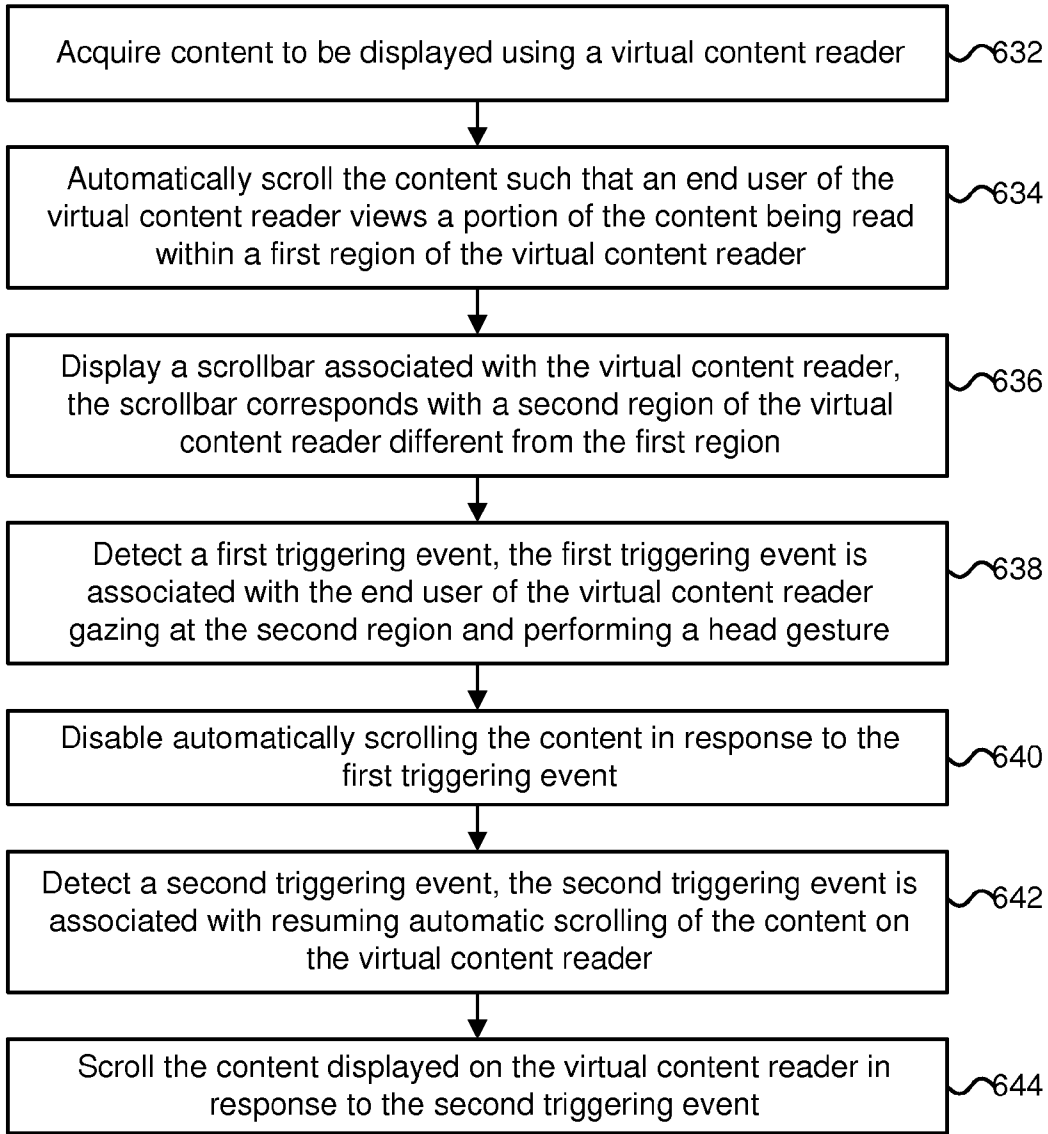 Acquire content to be displayed using a virtual content reader
632
Automatically scroll the content such that an end user of the
virtual content reader views a portion of the content being read
within a first region of the virtual content reader
634
Display a scrollbar associated with the virtual content reader,
the scrollbar corresponds with a second region of the virtual
content reader different from the first region
636
Detect a first triggering event, the first triggering event is
associated with the end user of the virtual content reader
gazing at the second region and performing a head gesture
638
Disable automatically scrolling the content in response to the
first triggering event
640
Detect a second triggering event, the second triggering event is
associated with resuming automatic scrolling of the content on
the virtual content reader
642
Scroll the content displayed on the virtual content reader in
response to the second triggering event
644